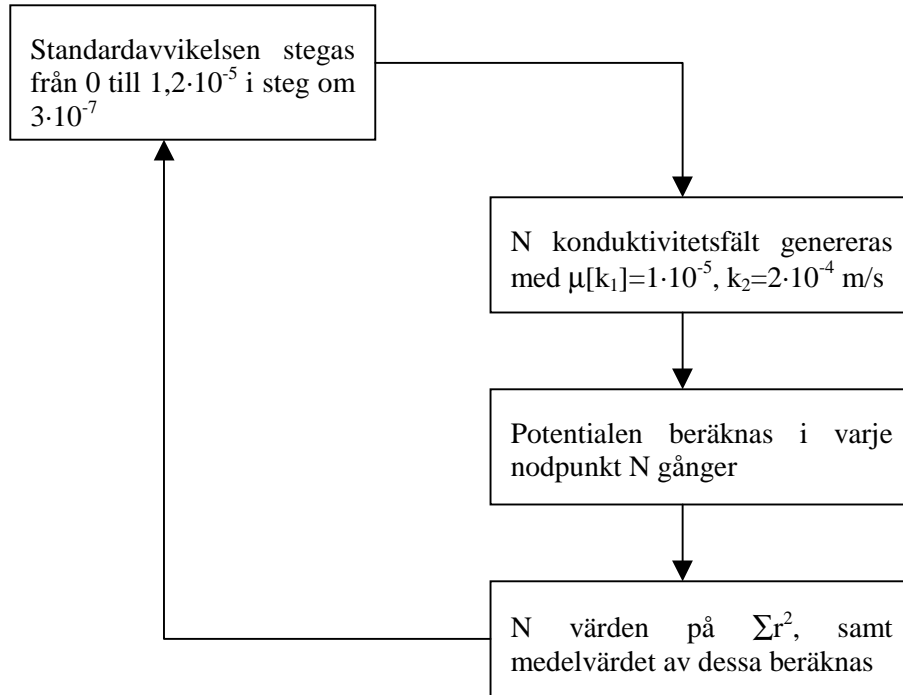 Standardavvikelsen stegas
från 0 till 1,2·10⁻⁵ i steg om
3·10⁻⁷
N konduktivitetsfält genereras
med μ[k₁]=1·10⁻⁵, k₂=2·10⁻⁴ m/s
Potentialen beräknas i varje
nodpunkt N gånger
N värden på Σr², samt
medelvärdet av dessa beräknas